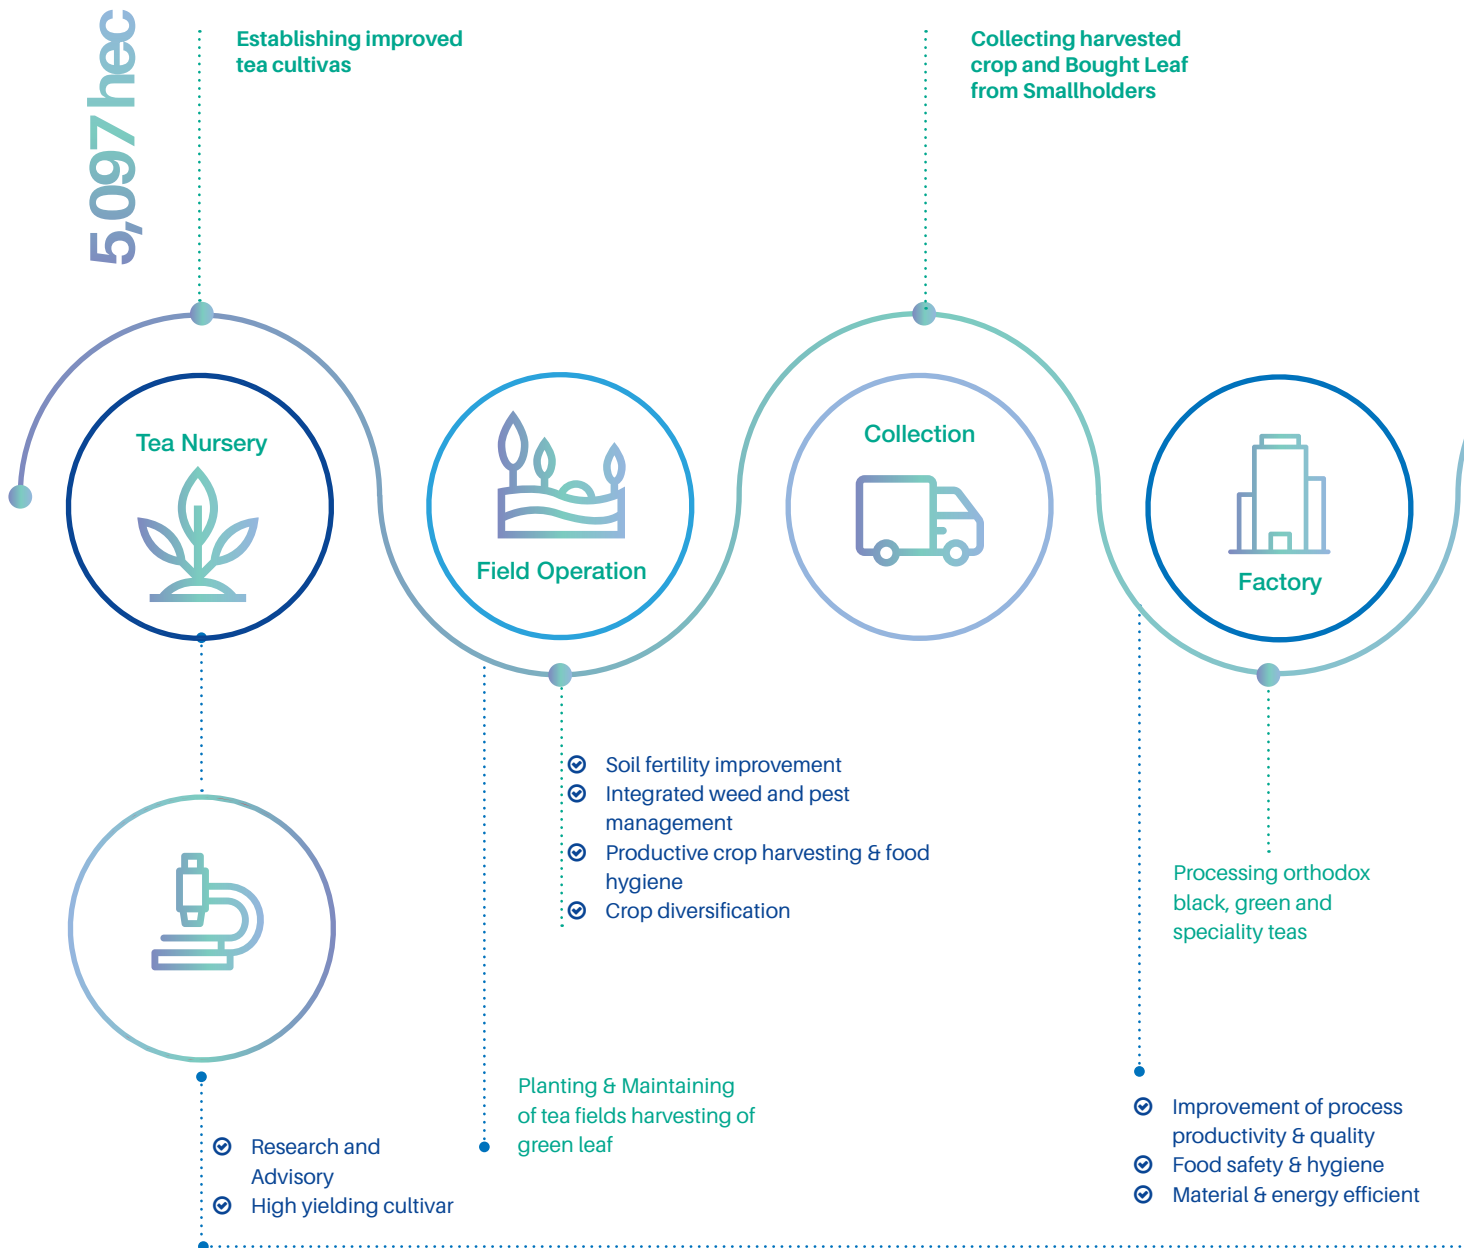 5,097 hec
Establishing improved
tea cultivas
Collecting harvested
crop and Bought Leaf
from Smallholders
Tea Nursery
Field Operation
Collection
Factory
Soil fertility improvement
Integrated weed and pest
management
Productive crop harvesting & food
hygiene
Crop diversification
Processing orthodox
black, green and
speciality teas
Planting & Maintaining
of tea fields harvesting of
green leaf
Research and
Advisory
High yielding cultivar
Improvement of process
productivity & quality
Food safety & hygiene
Material & energy efficient